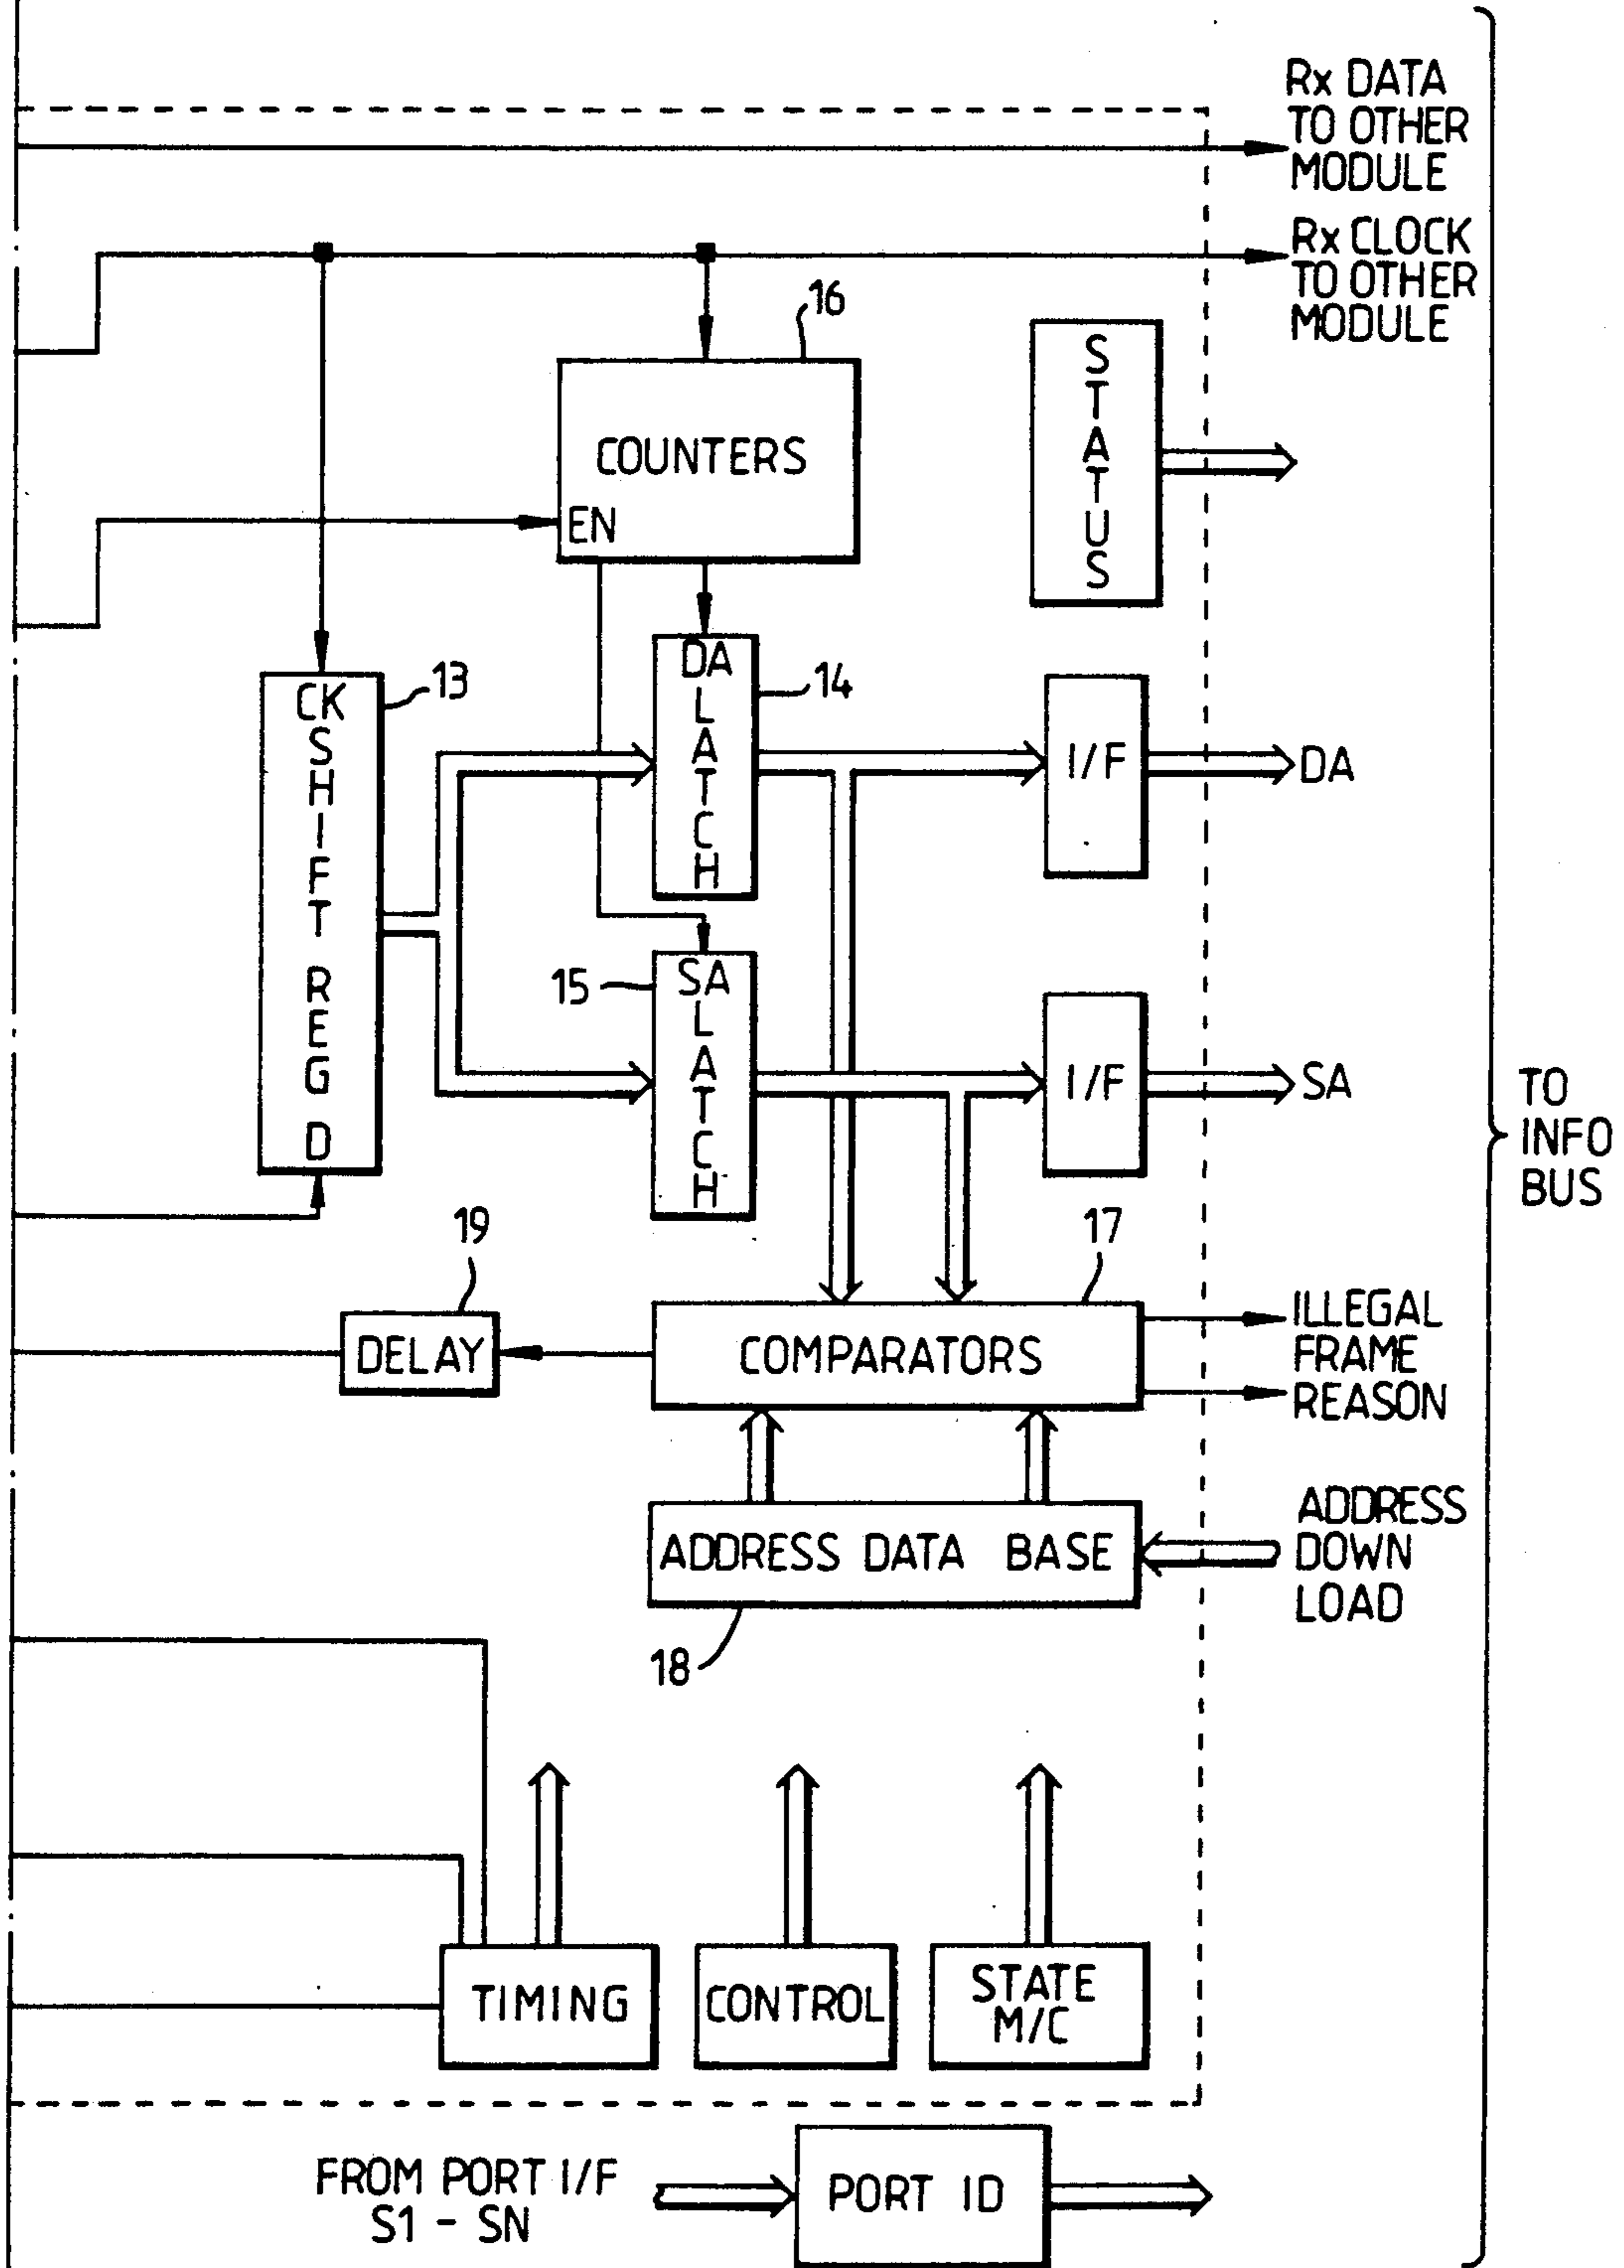 Rx DATA
TO OTHER
MODULE
Rx CLOCK
TO OTHER
MODULE
16
COUNTERS
EN
STATUS
13
CK
SHIFT REG D
DA
LATCH
14
I/F
DA
15
SA
LATCH
I/F
SA
TO
INFO
BUS
19
DELAY
17
COMPARATORS
ILLEGAL
FRAME
REASON
ADDRESS DATA BASE
ADDRESS
DOWN
LOAD
18
TIMING
CONTROL
STATE
M/C
FROM PORT I/F
S1 - SN
PORT ID